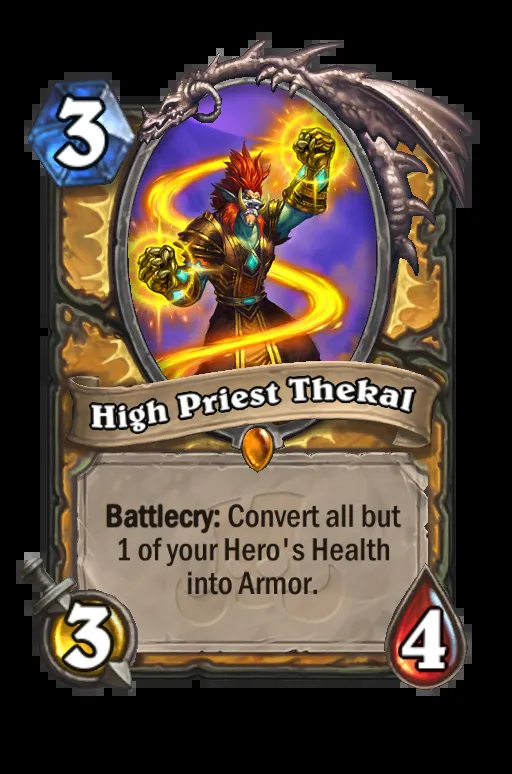 3
High Priest Thekal
Battlecry: Convert all but
1 of your Hero's Health
into Armor.
3
4